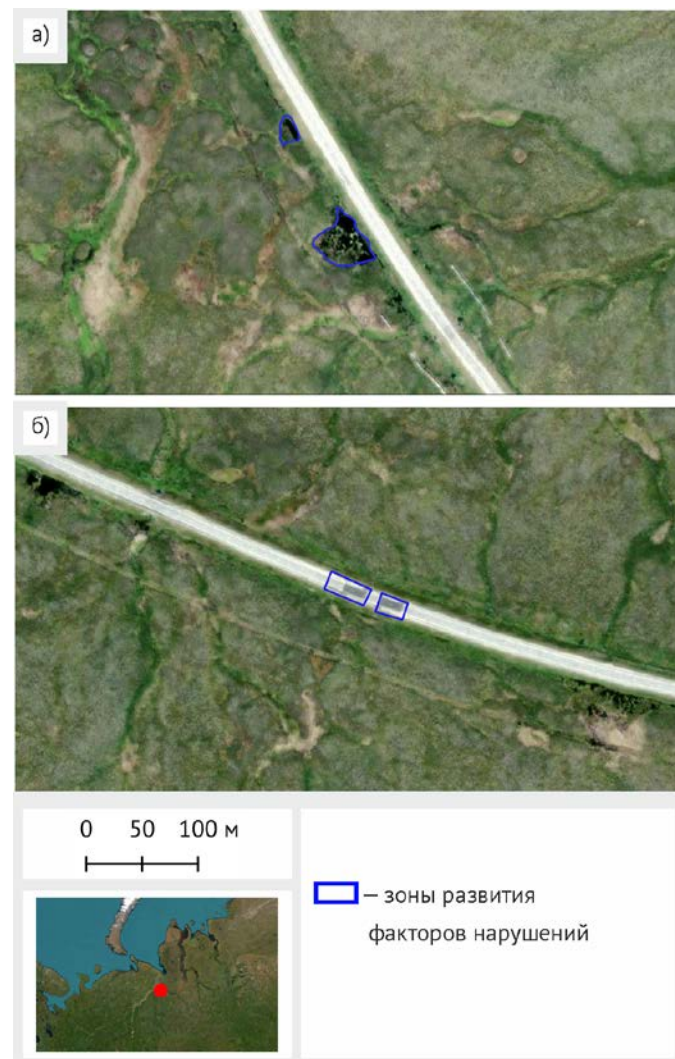 а)
б)
0 50 100 м
– зоны развития
факторов нарушений